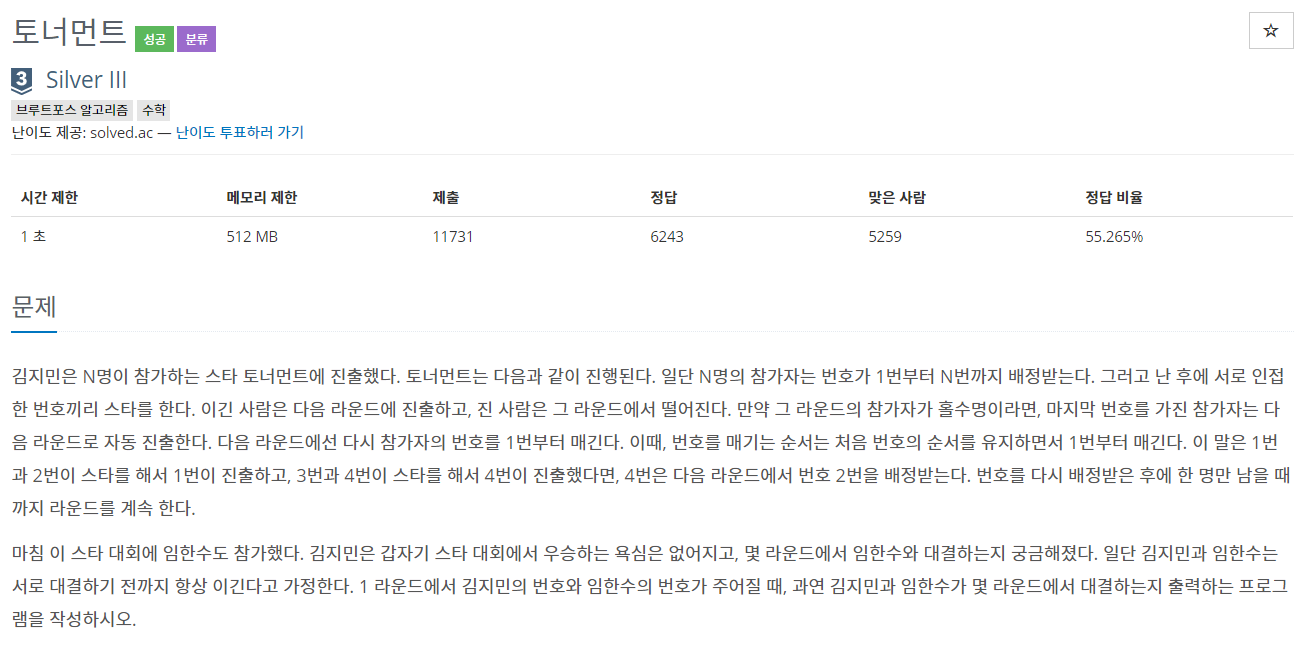 토너먼트 성공 분류
3 Silver III
브루트포스 알고리즘 수학
난이도 제공: solved.ac — 난이도 투표하러 가기
시간 제한 메모리 제한 제출 정답 맞은 사람 정답 비율
1 초 512 MB 11731 6243 5259 55.265%
문제
김지민은 N명이 참가하는 스타 토너먼트에 진출했다. 토너먼트는 다음과 같이 진행된다. 일단 N명의 참가자는 번호가 1번부터 N번까지 배정받는다. 그러고 난 후에 서로 인접
한 번호끼리 스타를 한다. 이긴 사람은 다음 라운드에 진출하고, 진 사람은 그 라운드에서 떨어진다. 만약 그 라운드의 참가자가 홀수명이라면, 마지막 번호를 가진 참가자는 다
음 라운드로 자동 진출한다. 다음 라운드에선 다시 참가자의 번호를 1번부터 매긴다. 이때, 번호를 매기는 순서는 처음 번호의 순서를 유지하면서 1번부터 매긴다. 이 말은 1번
과 2번이 스타를 해서 1번이 진출하고, 3번과 4번이 스타를 해서 4번이 진출했다면, 4번은 다음 라운드에서 번호 2번을 배정받는다. 번호를 다시 배정받은 후에 한 명만 남을 때
까지 라운드를 계속 한다.
마침 이 스타 대회에 임한수도 참가했다. 김지민은 갑자기 스타 대회에서 우승하는 욕심은 없어지고, 몇 라운드에서 임한수와 대결하는지 궁금해졌다. 일단 김지민과 임한수는
서로 대결하기 전까지 항상 이긴다고 가정한다. 1 라운드에서 김지민의 번호와 임한수의 번호가 주어질 때, 과연 김지민과 임한수가 몇 라운드에서 대결하는지 출력하는 프로그
램을 작성하시오.